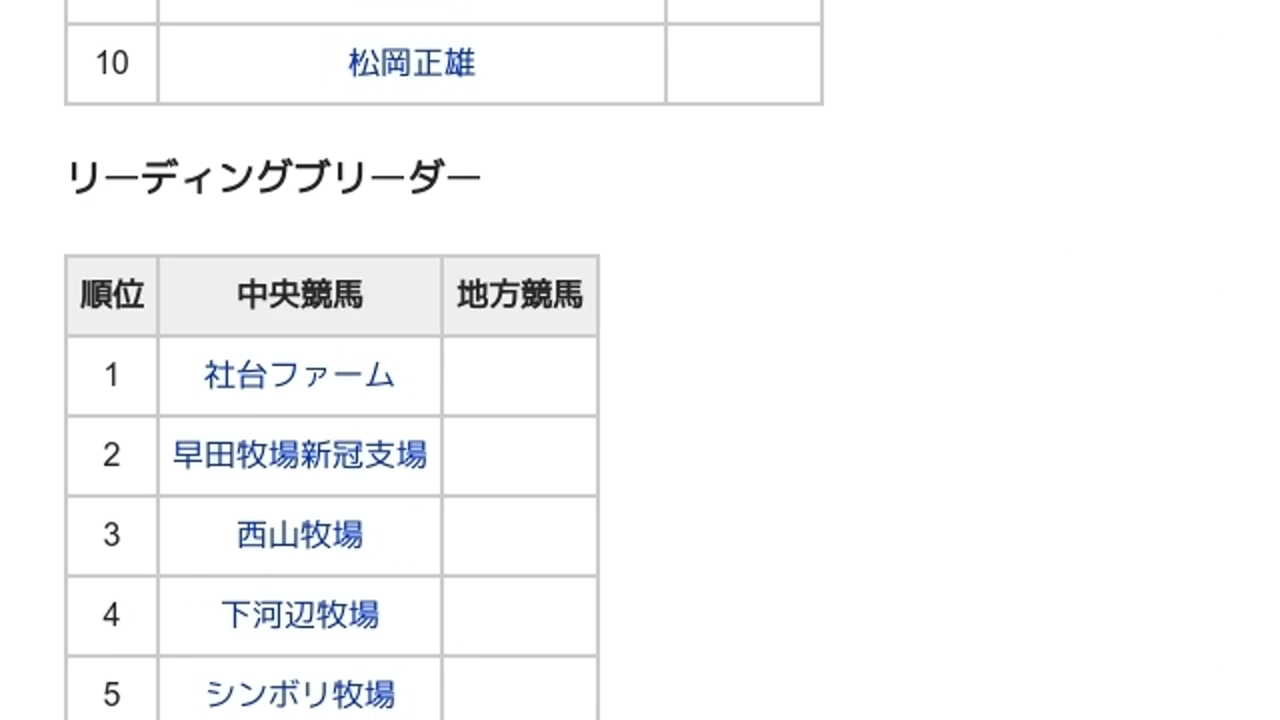 10 松岡正雄
リーディングブリーダー
順位 中央競馬 地方競馬
1 社台ファーム
2 早田牧場新冠支場
3 西山牧場
4 下河辺牧場
5 シンボリ牧場